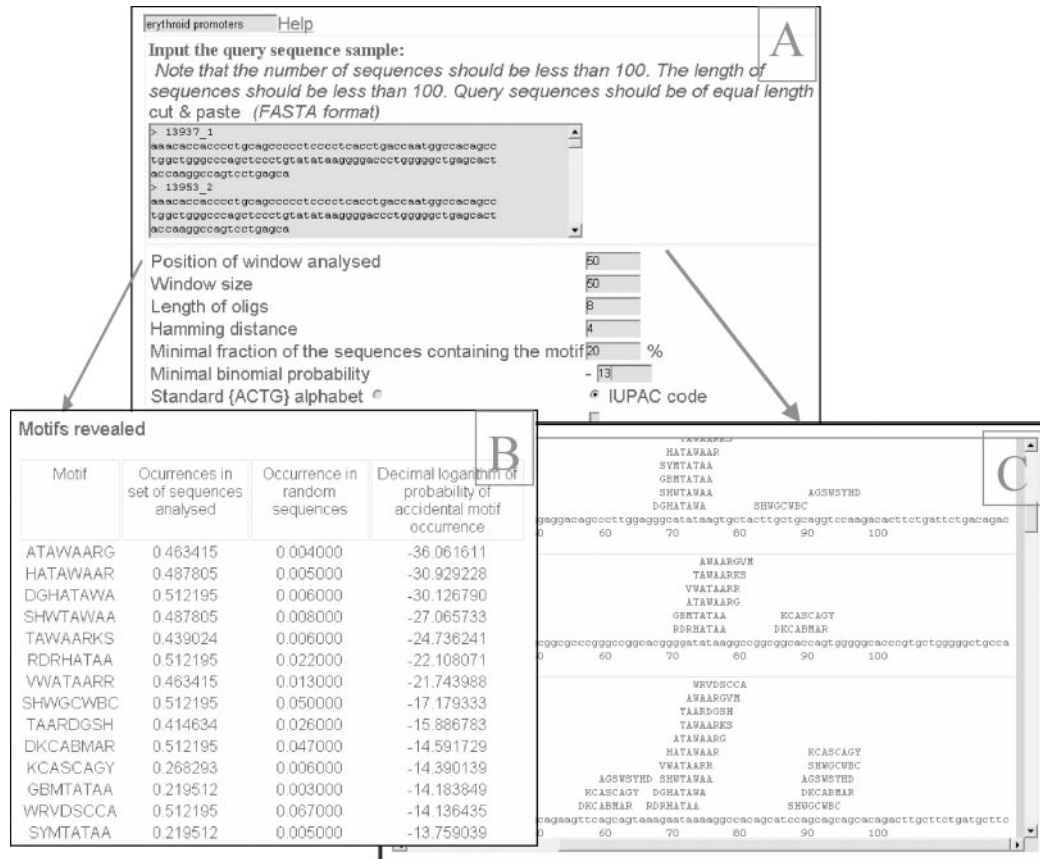 erythroid promoters Help
A
Input the query sequence sample:
Note that the number of sequences should be less than 100. The length of
sequences should be less than 100. Query sequences should be of equal length
cut & paste (FASTA format)
> 13937_1
aaacaccacccctgcagccccctcccctcacctgaccaatggccacagcc
tggctgggcccagctccctgtatataaggggaccctgggggctgagcact
accaaggccagtcctgagca
> 13953_2
aaacaccacccctgcagccccctcccctcacctgaccaatggccacagcc
tggctgggcccagctccctgtatataaggggaccctgggggctgagcact
accaaggccagtcctgagca
Position of window analysed 50
Window size 50
Length of oligs 8
Hamming distance 4
Minimal fraction of the sequences containing the motif 20 %
Minimal binomial probability - 13
Standard {ACTG} alphabet IUPAC code
Motifs revealed
B
Motif Ocurrences in set of sequences analysed Occurrence in random sequences Decimal logarithm of probability of accidental motif occurrence
ATAWAARG 0.463415 0.004000 -36.061611
HATAWAAR 0.487805 0.005000 -30.929228
DGHATAWA 0.512195 0.006000 -30.126790
SHWTAWAA 0.487805 0.008000 -27.065733
TAWAARKS 0.439024 0.006000 -24.736241
RDRHATAA 0.512195 0.022000 -22.108071
VWATAARR 0.463415 0.013000 -21.743988
SHWGCWBC 0.512195 0.050000 -17.179333
TAARDGSH 0.414634 0.026000 -15.886783
DKCABMAR 0.512195 0.047000 -14.591729
KCASCAGY 0.268293 0.006000 -14.390139
GBMTATAA 0.219512 0.003000 -14.183849
WRVDSCCA 0.512195 0.067000 -14.136435
SYMTATAA 0.219512 0.005000 -13.759039
C
TAWAARKS
HATAWAAR
SYMTATAA
GBMTATAA
SHWTAWAA AGSWSYHD
DGHATAWA SHWGCWBC
gaggacagcccttggagggcatataagtgctacttgctgcaggtccaagacacttctgattctgacagac
0 60 70 80 90 100
AWAARGVM
TAWAARKS
VWATAARR
ATAWAARG
GBMTATAA KCASCAGY
RDRHATAA DKCABMAR
cggcgcccgggccggcacggggatataaggccggcggcaccagtgggggcacccgtgctgggggctgcca
0 60 70 80 90 100
WRVDSCCA
AWAARGVM
TAARDGSH
TAWAARKS
ATAWAARG
HATAWAAR KCASCAGY
VWATAARR SHWGCWBC
AGSWSYHD SHWTAWAA AGSWSYHD
KCASCAGY DGHATAWA DKCABMAR
DKCABMAR RDRHATAA SHWGCWBC
cagaagttcagcagtaaagaataaaaggccacagcatccagcagcagcacagacttgcttctgatgcttc
0 60 70 80 90 100